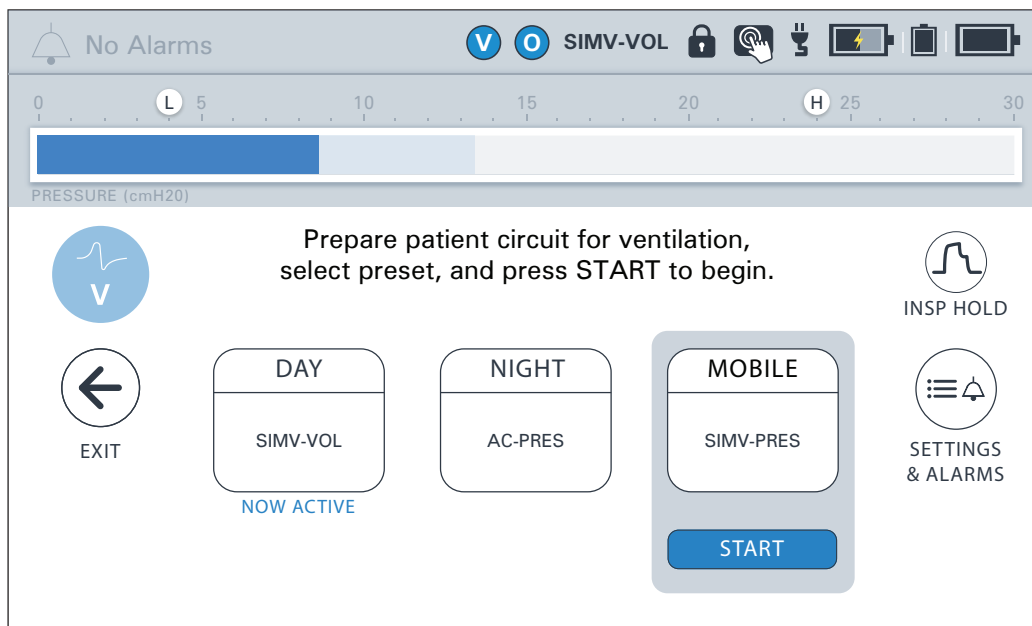 No Alarms
V O SIMV-VOL
0 L 5 10 15 20 H 25 30
PRESSURE (cmH20)
Prepare patient circuit for ventilation,
select preset, and press START to begin.
V
INSP HOLD
DAY NIGHT MOBILE
SIMV-VOL AC-PRES SIMV-PRES
EXIT
SETTINGS
& ALARMS
NOW ACTIVE
START